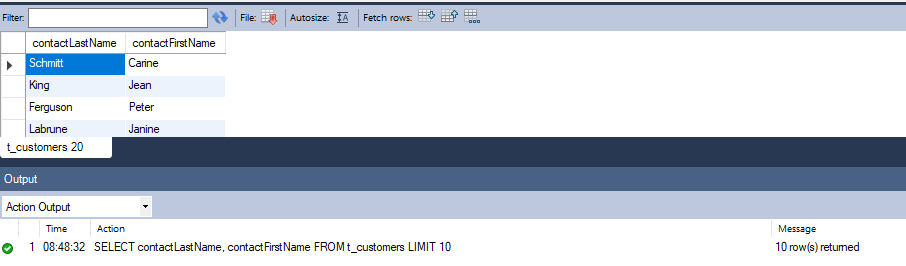 Filter: File: Autosize: Fetch rows:
contactLastName contactFirstName
Schmitt Carine
King Jean
Ferguson Peter
Labrune Janine
t_customers 20
Output
Action Output
Time Action Message
1 08:48:32 SELECT contactLastName, contactFirstName FROM t_customers LIMIT 10 10 row(s) returned